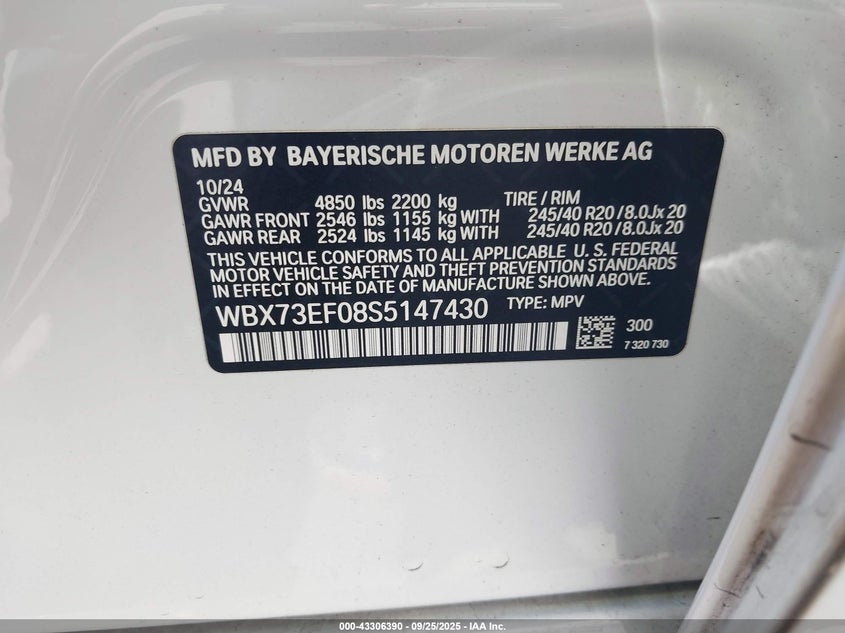 MFD BY BAYERISCHE MOTOREN WERKE AG
10/24
GVWR 4850 lbs 2200 kg TIRE / RIM
GAWR FRONT 2546 lbs 1155 kg WITH 245/40 R20 /8.0Jx 20
GAWR REAR 2524 lbs 1145 kg WITH 245/40 R20 /8.0Jx 20
THIS VEHICLE CONFORMS TO ALL APPLICABLE U. S. FEDERAL
MOTOR VEHICLE SAFETY AND THEFT PREVENTION STANDARDS
IN EFFECT ON THE DATE OF MANUFACTURE SHOWN ABOVE.
WBX73EF08S5147430 TYPE: MPV
300
7 320 730
000-43306390 - 09/25/2025 - IAA Inc.